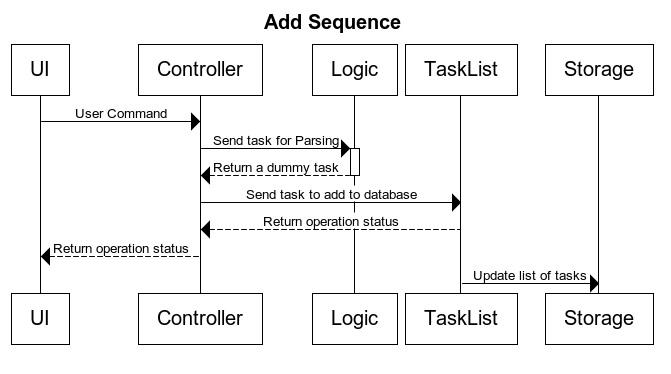 Add Sequence
UI
Controller
Logic
TaskList
Storage
User Command
Send task for Parsing
Return a dummy task
Send task to add to database
Return operation status
Return operation status
Update list of tasks
UI
Controller
Logic
TaskList
Storage